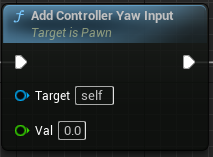 f Add Controller Yaw Input
Target is Pawn
Target self
Val 0.0